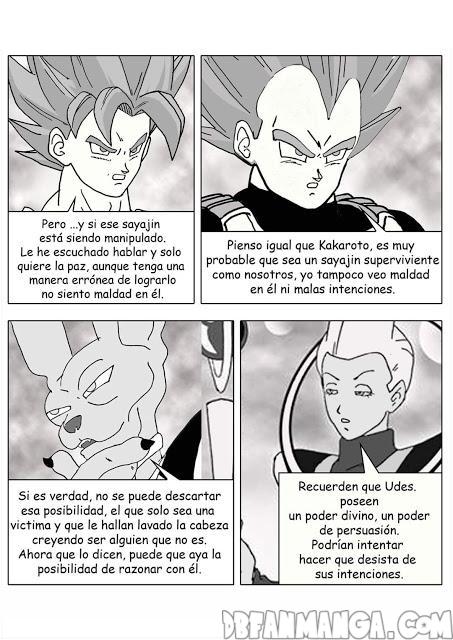 Pero ...y si ese sayajin
está siendo manipulado.
Le he escuchado hablar y solo
quiere la paz, aunque tenga una
manera errónea de lograrlo
no siento maldad en él.
Pienso igual que Kakaroto, es muy
probable que sea un sayajin superviviente
como nosotros, yo tampoco veo maldad
en él ni malas intenciones.
Si es verdad, no se puede descartar
esa posibilidad, el que solo sea una
victima y que le hallan lavado la cabeza
creyendo ser alguien que no es.
Ahora que lo dicen, puede que aya la
posibilidad de razonar con él.
Recuerden que Udes.
poseen
un poder divino, un poder
de persuasión.
Podrían intentar
hacer que desista de
sus intenciones.
DBFANMANGA.COM